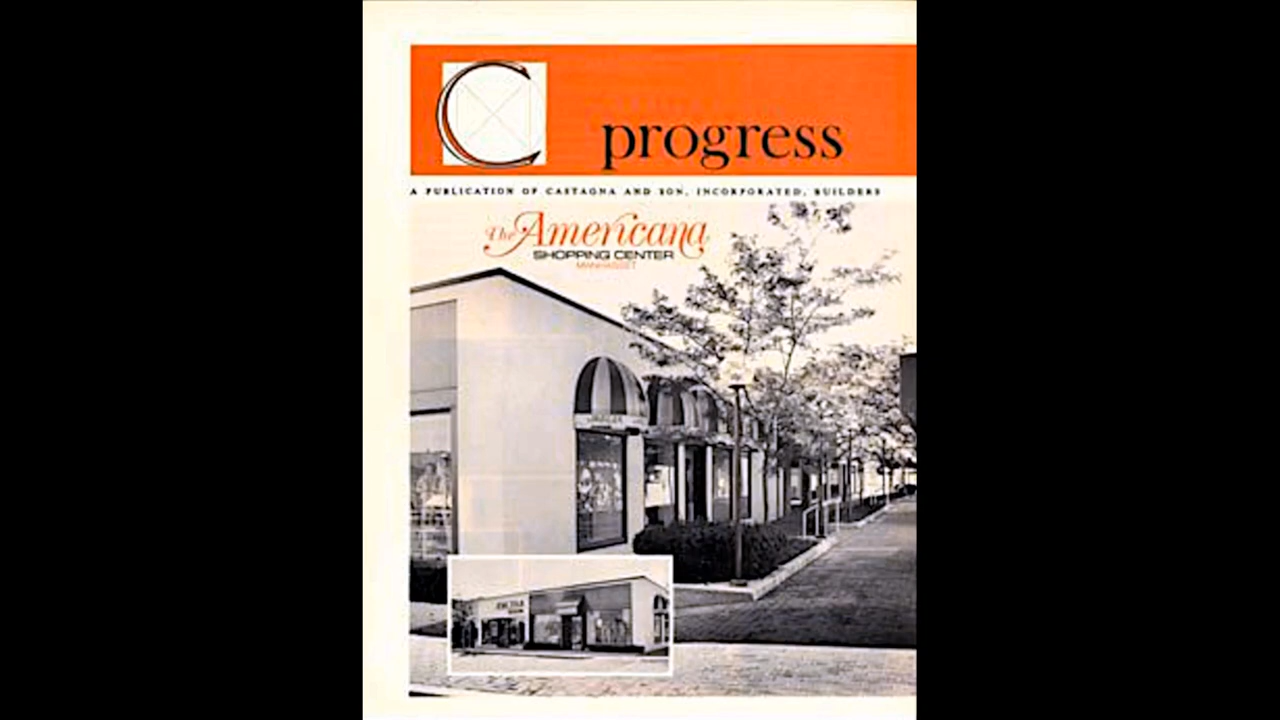 C progress
A PUBLICATION OF CASTAGNA AND SON, INCORPORATED, BUILDERS
The Americana
SHOPPING CENTER
MANHASSET